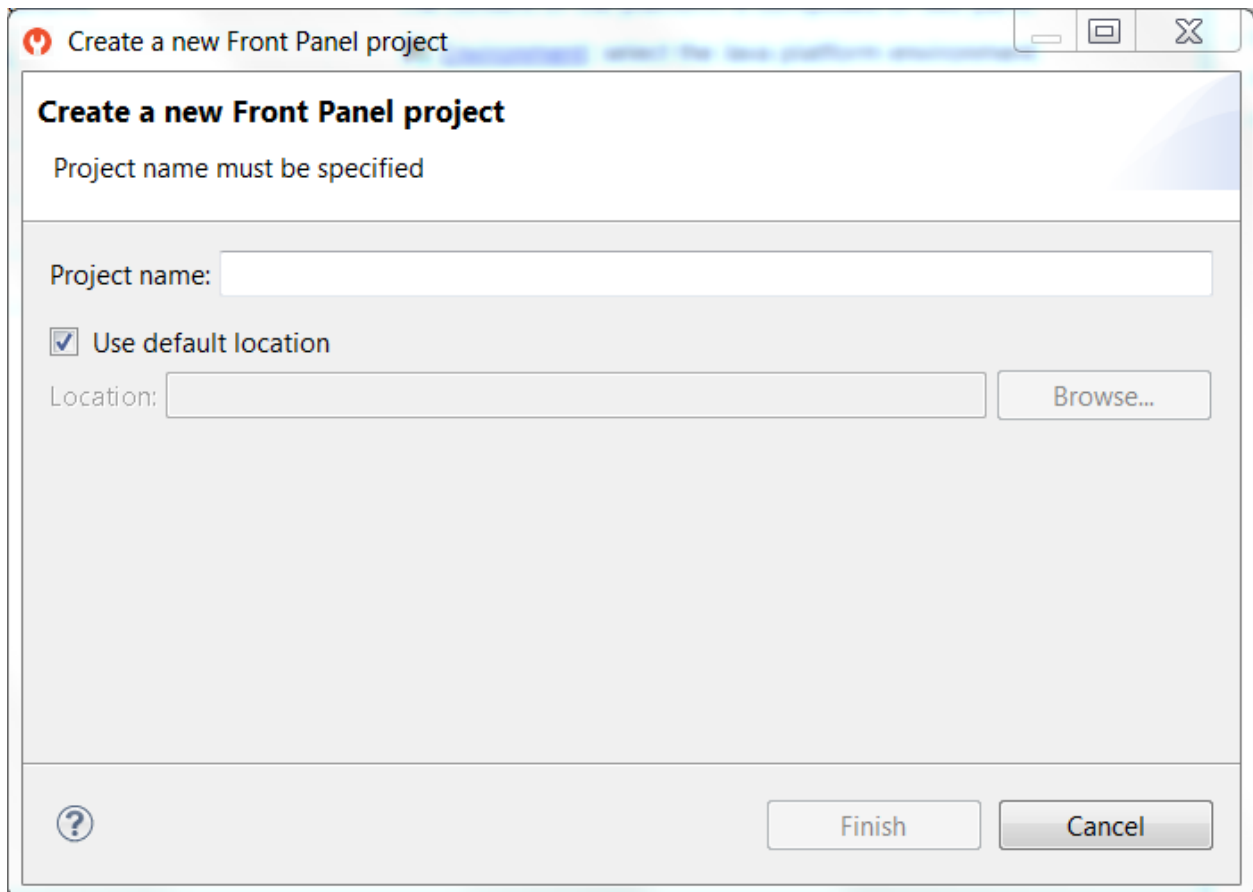 Create a new Front Panel project
Create a new Front Panel project
Project name must be specified
Project name:
Use default location
Location:
Browse...
Finish
Cancel